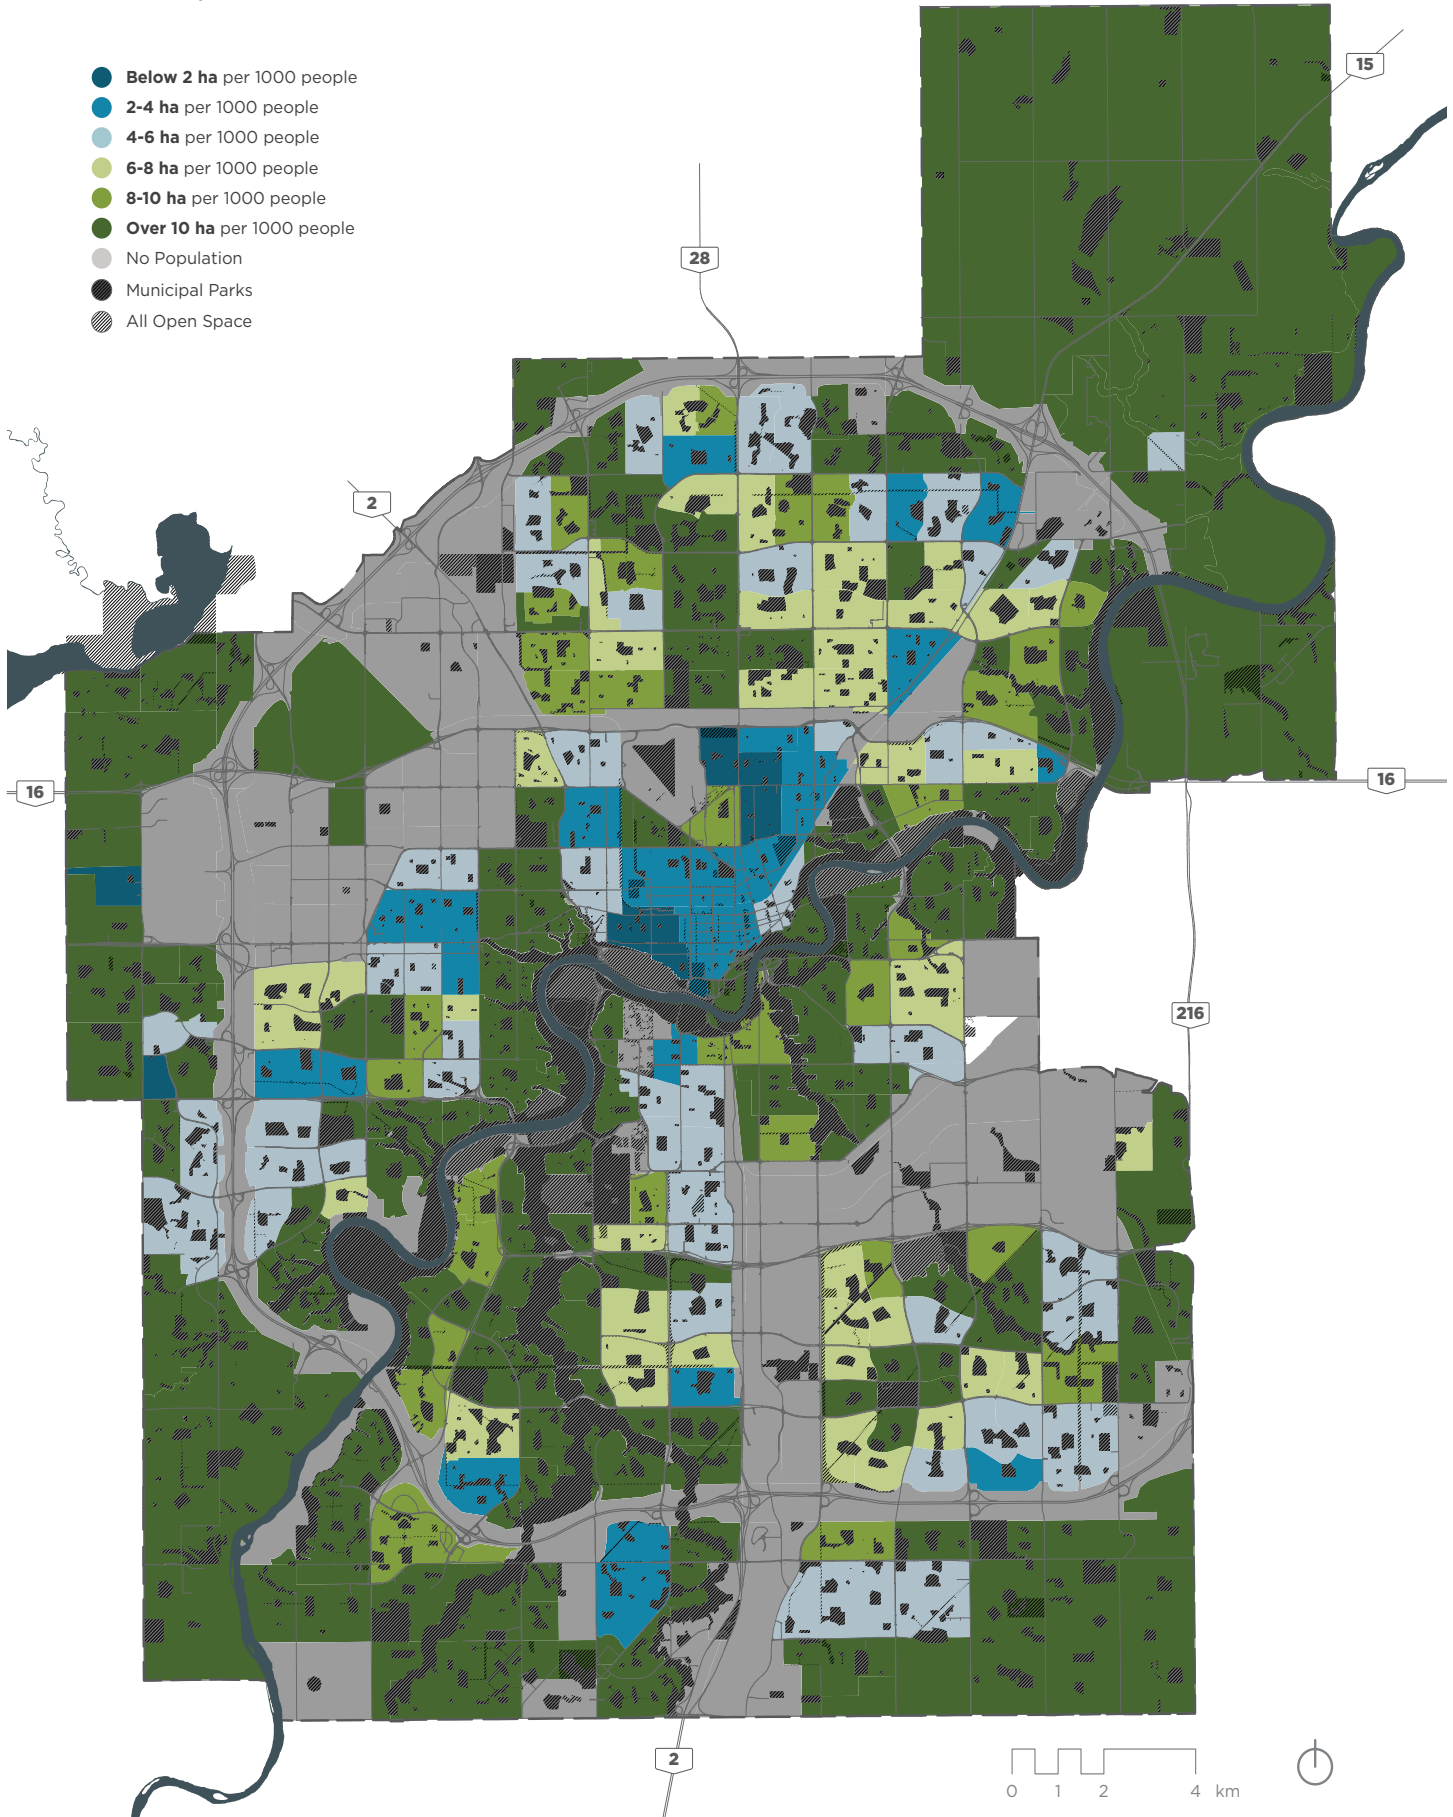 Below 2 ha per 1000 people
2-4 ha per 1000 people
4-6 ha per 1000 people
6-8 ha per 1000 people
8-10 ha per 1000 people
Over 10 ha per 1000 people
No Population
Municipal Parks
All Open Space
15
28
2
16
16
216
2
0 1 2 4 km